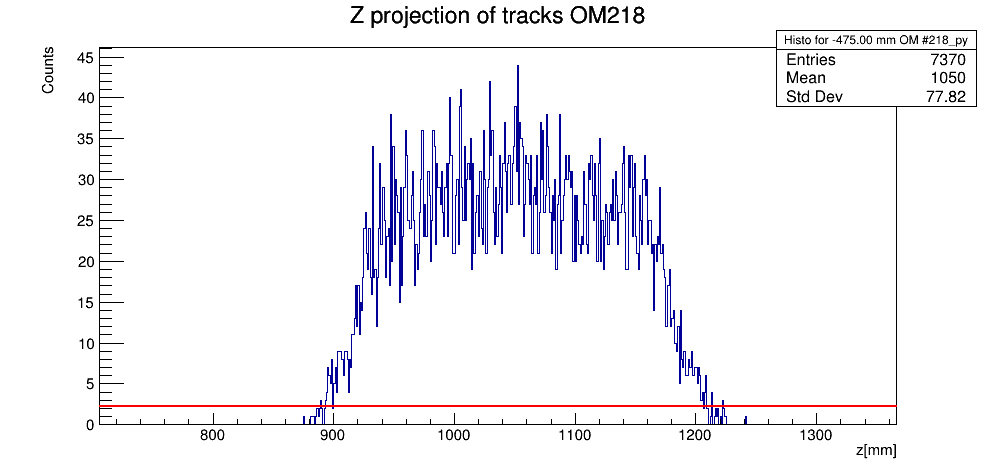 Z projection of tracks OM218
Histo for -475.00 mm OM #218_py
Entries 7370
Mean 1050
Std Dev 77.82
Counts
45
40
35
30
25
20
15
10
5
0
800 900 1000 1100 1200 1300
z[mm]